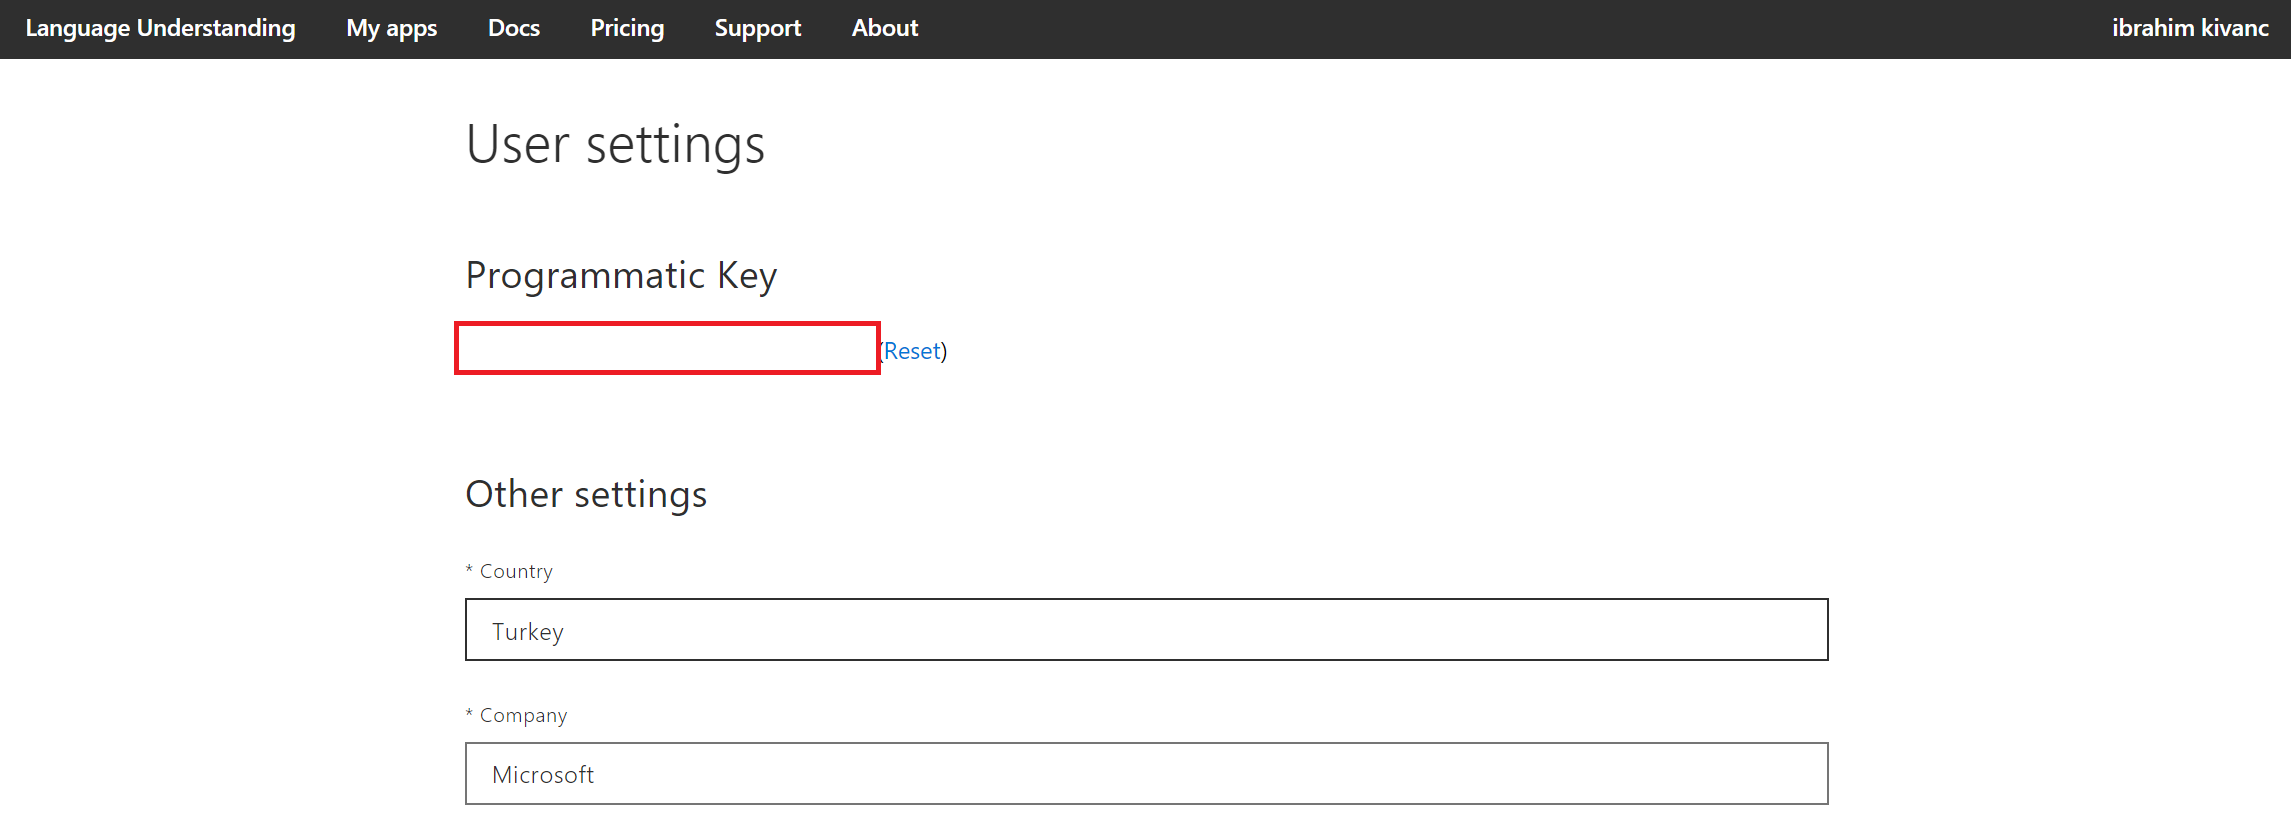 Language Understanding My apps Docs Pricing Support About ibrahim kivanc
User settings
Programmatic Key
(Reset)
Other settings
* Country
Turkey
* Company
Microsoft